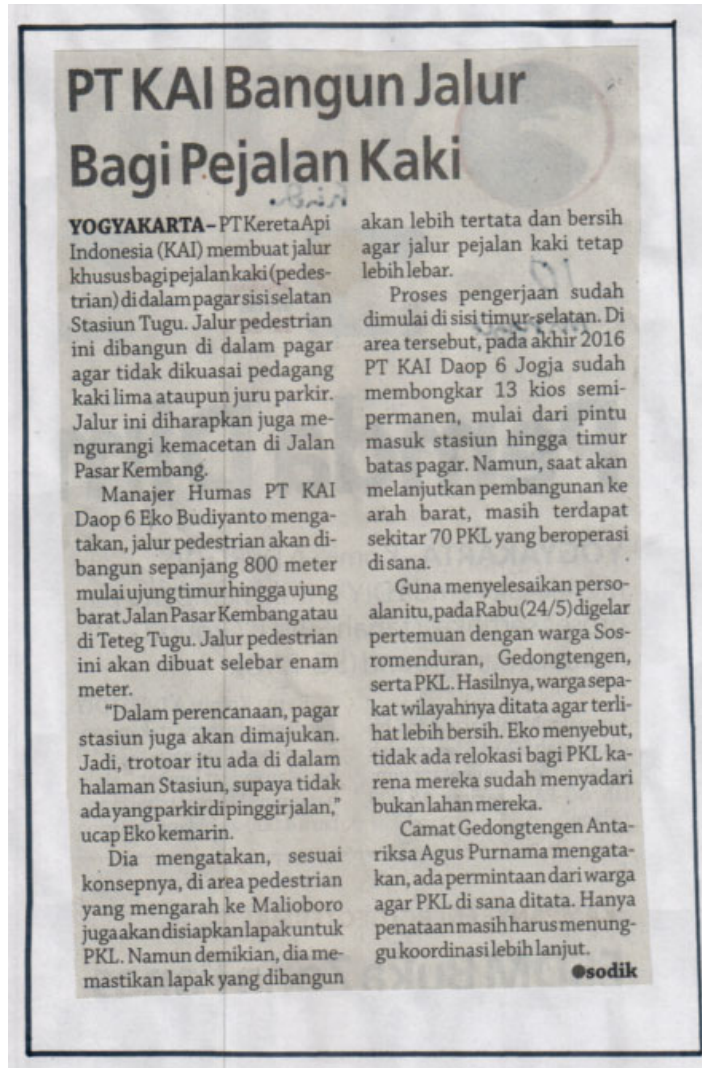 PT KAI Bangun Jalur
Bagi Pejalan Kaki
YOGYAKARTA – PT Kereta Api
Indonesia (KAI) membuat jalur
khusus bagi pejalan kaki (pedes-
trian) di dalam pagar sisi selatan
Stasiun Tugu. Jalur pedestrian
ini dibangun di dalam pagar
agar tidak dikuasai pedagang
kaki lima ataupun juru parkir.
Jalur ini diharapkan juga me-
ngurangi kemacetan di Jalan
Pasar Kembang.
Manajer Humas PT KAI
Daop 6 Eko Budiyanto menga-
takan, jalur pedestrian akan di-
bangun sepanjang 800 meter
mulai ujung timur hingga ujung
barat Jalan Pasar Kembang atau
di Teteg Tugu. Jalur pedestrian
ini akan dibuat selebar enam
meter.
"Dalam perencanaan, pagar
stasiun juga akan dimajukan.
Jadi, trotoar itu ada di dalam
halaman Stasiun, supaya tidak
ada yang parkir di pinggir jalan,"
ucap Eko kemarin.
Dia mengatakan, sesuai
konsepnya, di area pedestrian
yang mengarah ke Malioboro
juga akan disiapkan lapak untuk
PKL. Namun demikian, dia me-
mastikan lapak yang dibangun
akan lebih tertata dan bersih
agar jalur pejalan kaki tetap
lebih lebar.
Proses pengerjaan sudah
dimulai di sisi timur-selatan. Di
area tersebut, pada akhir 2016
PT KAI Daop 6 Jogja sudah
membongkar 13 kios semi-
permanen, mulai dari pintu
masuk stasiun hingga timur
batas pagar. Namun, saat akan
melanjutkan pembangunan ke
arah barat, masih terdapat
sekitar 70 PKL yang beroperasi
di sana.
Guna menyelesaikan perso-
alan itu, pada Rabu (24/5) digelar
pertemuan dengan warga Sos-
romenduran, Gedongtengen,
serta PKL. Hasilnya, warga sepa-
kat wilayahnya ditata agar terli-
hat lebih bersih. Eko menyebut,
tidak ada relokasi bagi PKL ka-
rena mereka sudah menyadari
bukan lahan mereka.
Camat Gedongtengen Anta-
riksa Agus Purnama mengata-
kan, ada permintaan dari warga
agar PKL di sana ditata. Hanya
penataan masih harus menung-
gu koordinasi lebih lanjut.
●sodik